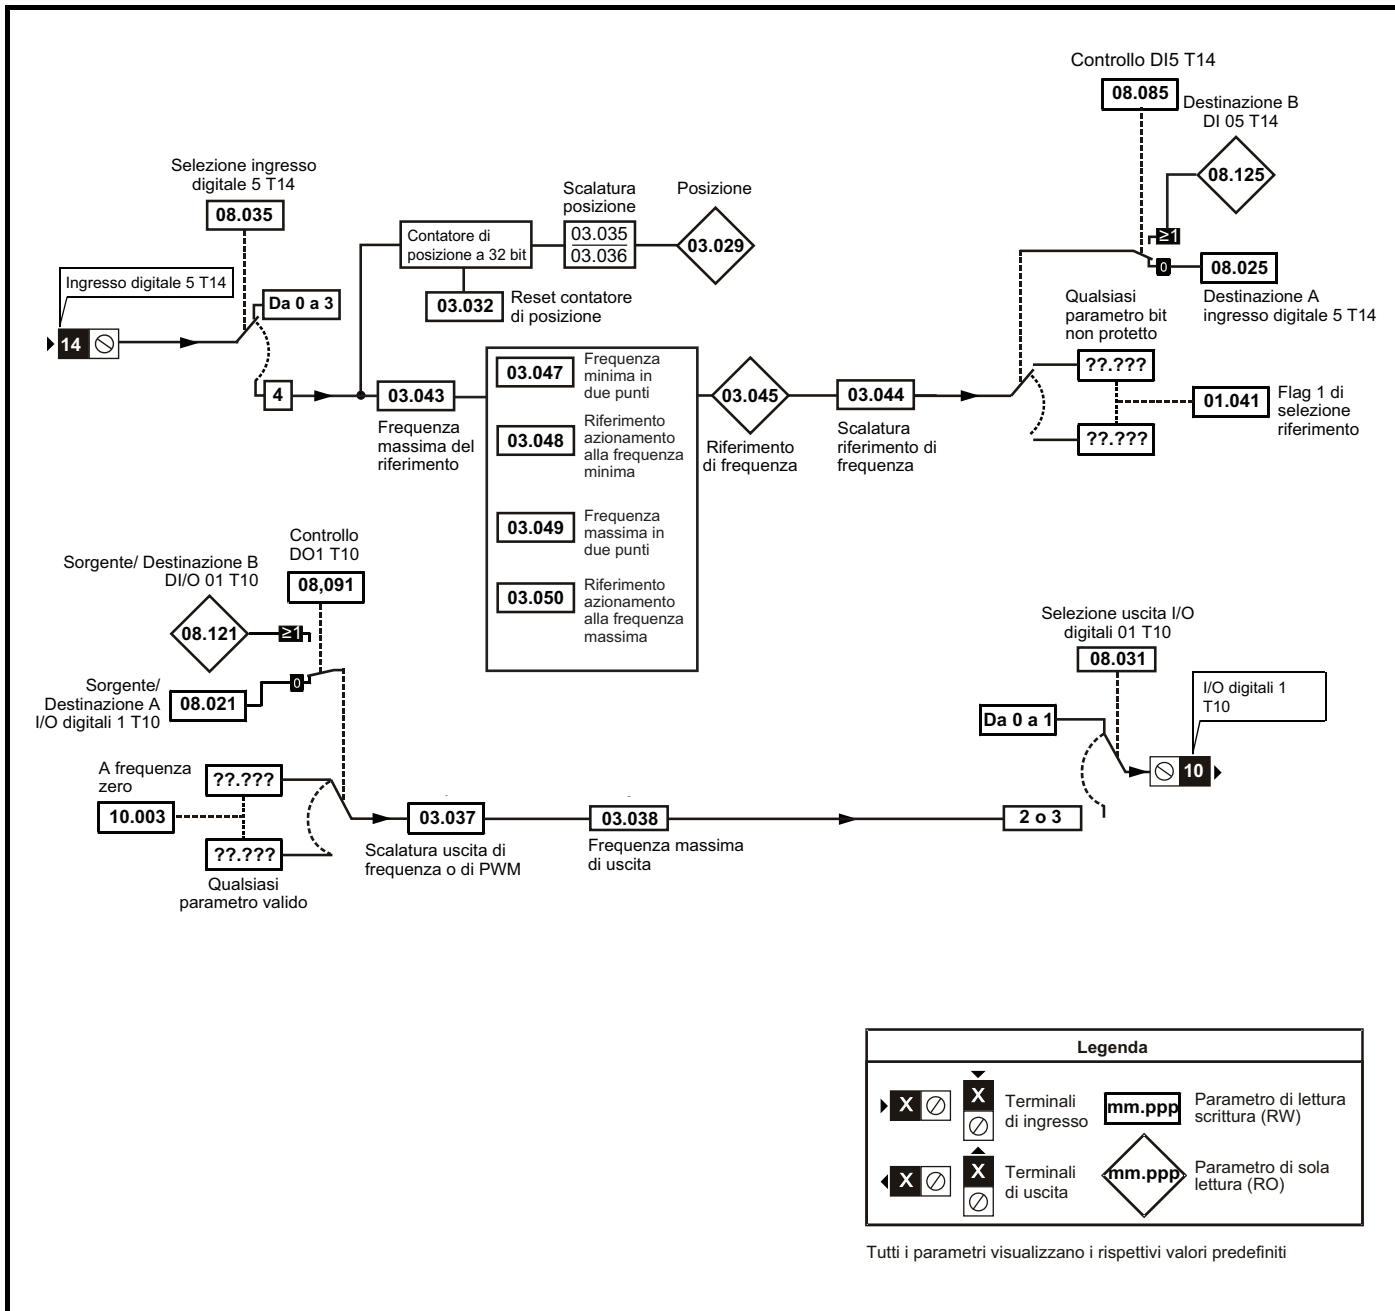 Controllo DI5 T14
08.085
Destinazione B
DI 05 T14
08.125
≥1
0
08.025
Destinazione A
ingresso digitale 5 T14
Selezione ingresso
digitale 5 T14
08.035
Ingresso digitale 5 T14
14
Da 0 a 3
4
Contatore di
posizione a 32 bit
03.032
Reset contatore
di posizione
Scalatura
posizione
03.035
03.036
Posizione
03.029
03.043
Frequenza
massima del
riferimento
03.047
Frequenza
minima in
due punti
03.048
Riferimento
azionamento
alla frequenza
minima
03.049
Frequenza
massima in
due punti
03.050
Riferimento
azionamento
alla frequenza
massima
03.045
Riferimento
di frequenza
03.044
Scalatura
riferimento di
frequenza
Qualsiasi
parametro bit
non protetto
??.???
??.???
01.041
Flag 1 di
selezione
riferimento
Controllo
DO1 T10
08,091
Sorgente/ Destinazione B
DI/O 01 T10
08.121
≥1
0
Sorgente/
Destinazione A
I/O digitali 1 T10
08.021
A frequenza
zero
10.003
??.???
??.???
Qualsiasi
parametro valido
03.037
Scalatura uscita di
frequenza o di PWM
03.038
Frequenza massima
di uscita
Selezione uscita I/O
digitali 01 T10
08.031
Da 0 a 1
2 o 3
I/O digitali 1
T10
10
Legenda
X
X
Terminali
di ingresso
mm.ppp
Parametro di lettura
scrittura (RW)
X
X
Terminali
di uscita
mm.ppp
Parametro di sola
lettura (RO)
Tutti i parametri visualizzano i rispettivi valori predefiniti